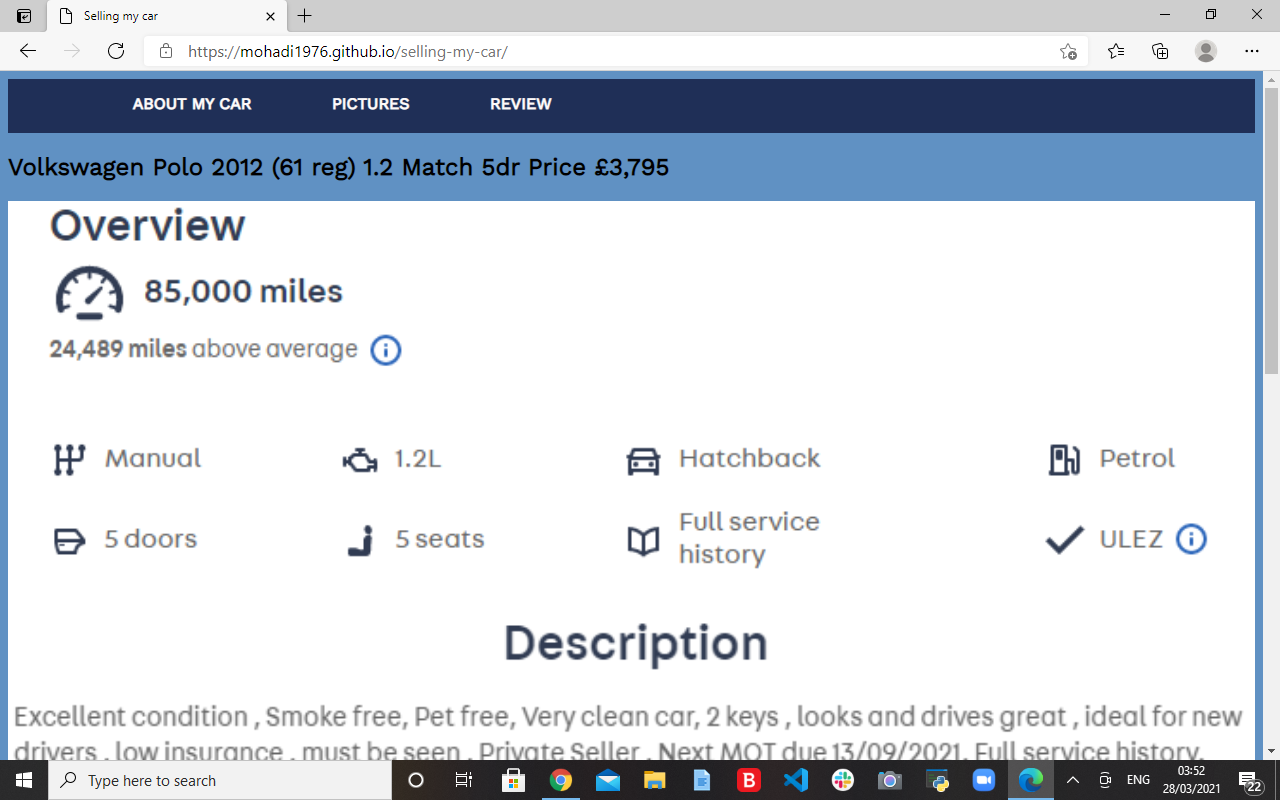 Selling my car
https://mohadi1976.github.io/selling-my-car/
ABOUT MY CAR PICTURES REVIEW
Volkswagen Polo 2012 (61 reg) 1.2 Match 5dr Price £3,795
Overview
85,000 miles
24,489 miles above average
Manual 1.2L Hatchback Petrol
5 doors 5 seats Full service history ULEZ
Description
Excellent condition , Smoke free, Pet free, Very clean car, 2 keys , looks and drives great , ideal for new
drivers , low insurance , must be seen , Private Seller , Next MOT due 13/09/2021, Full service history,
Type here to search
B
ENG
03:52
28/03/2021
22